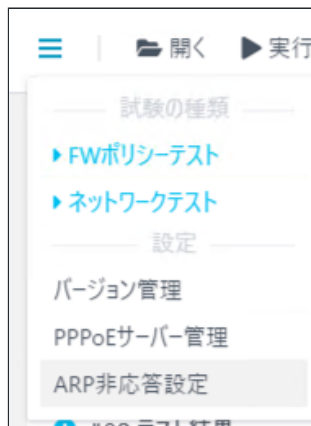 開く 実行
試験の種類
FWポリシーテスト
ネットワークテスト
設定
バージョン管理
PPPoEサーバー管理
ARP非応答設定